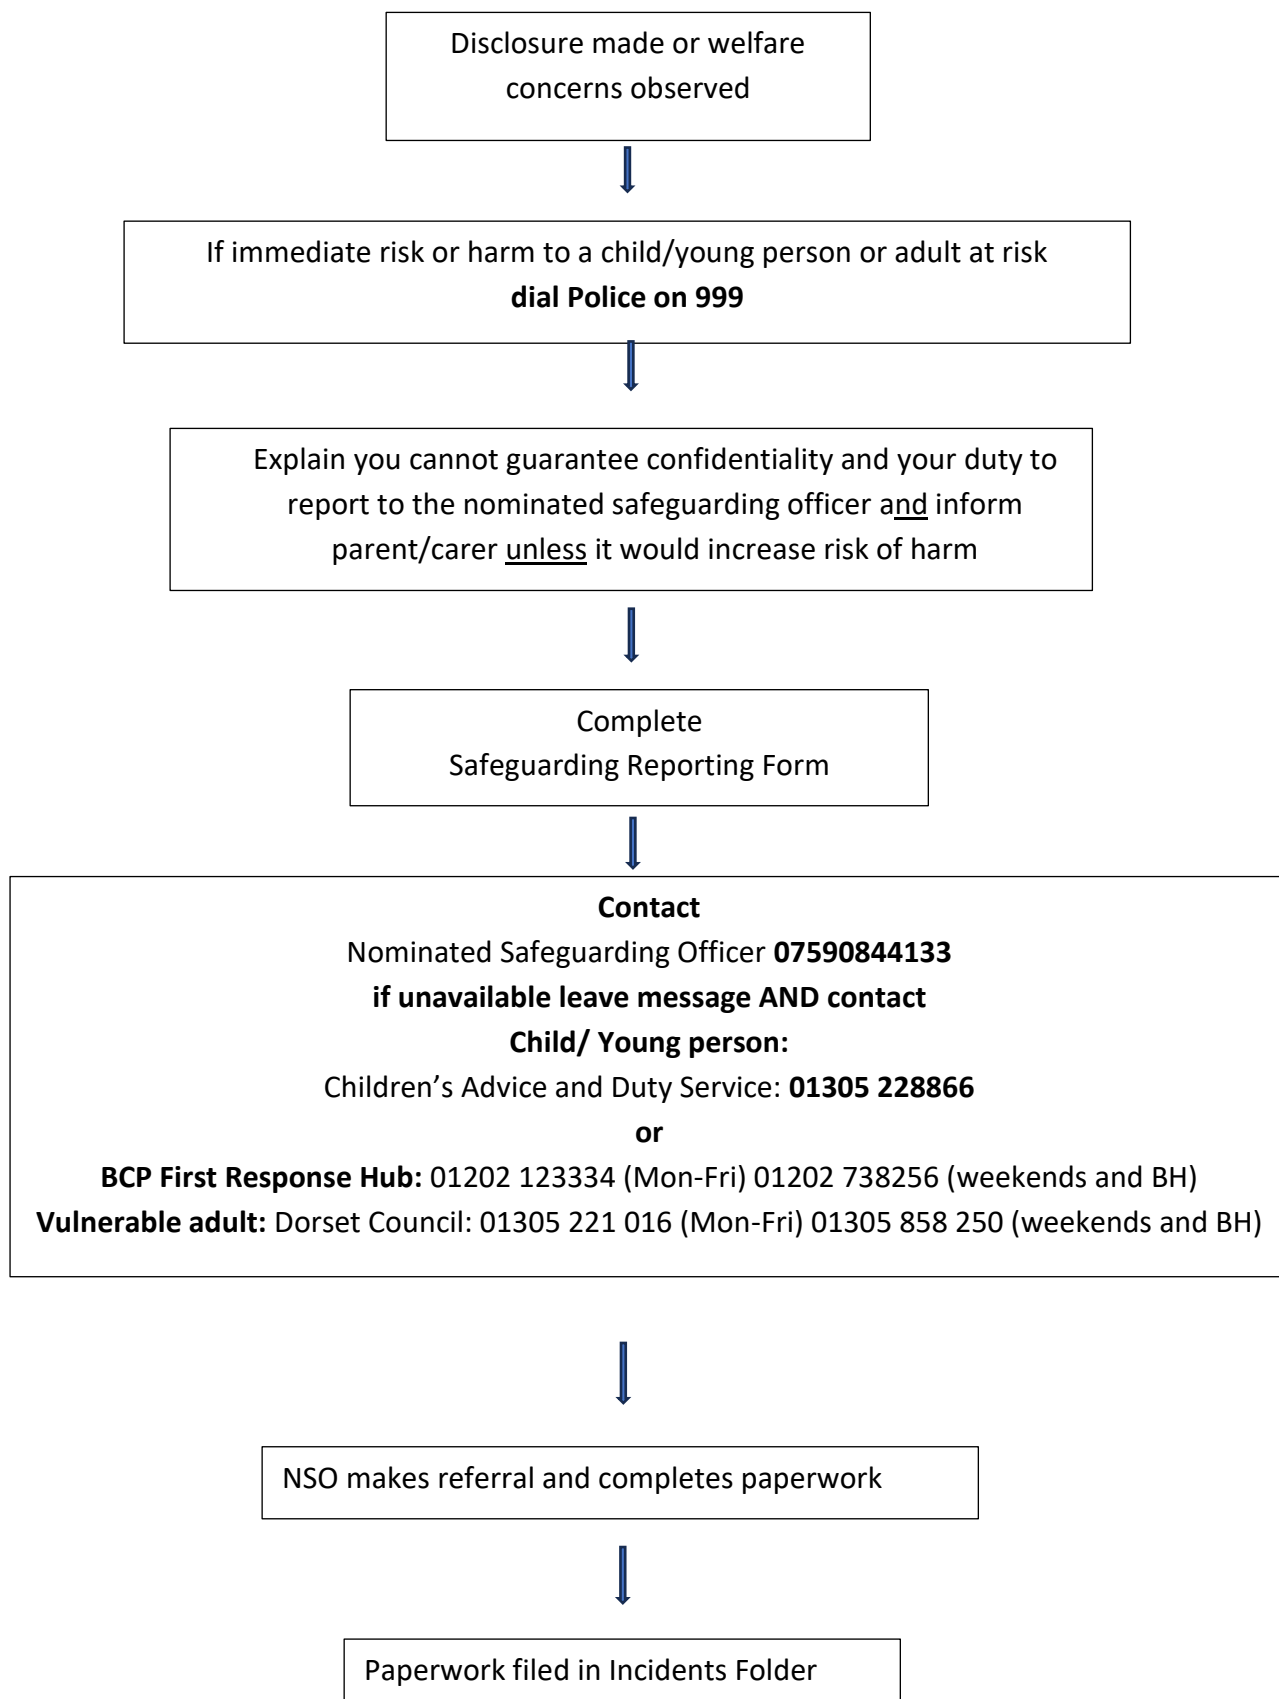 Disclosure made or welfare
concerns observed
If immediate risk or harm to a child/young person or adult at risk
dial Police on 999
Explain you cannot guarantee confidentiality and your duty to
report to the nominated safeguarding officer and inform
parent/carer unless it would increase risk of harm
Complete
Safeguarding Reporting Form
Contact
Nominated Safeguarding Officer 07590844133
if unavailable leave message AND contact
Child/ Young person:
Children’s Advice and Duty Service: 01305 228866
or
BCP First Response Hub: 01202 123334 (Mon-Fri) 01202 738256 (weekends and BH)
Vulnerable adult: Dorset Council: 01305 221 016 (Mon-Fri) 01305 858 250 (weekends and BH)
NSO makes referral and completes paperwork
Paperwork filed in Incidents Folder